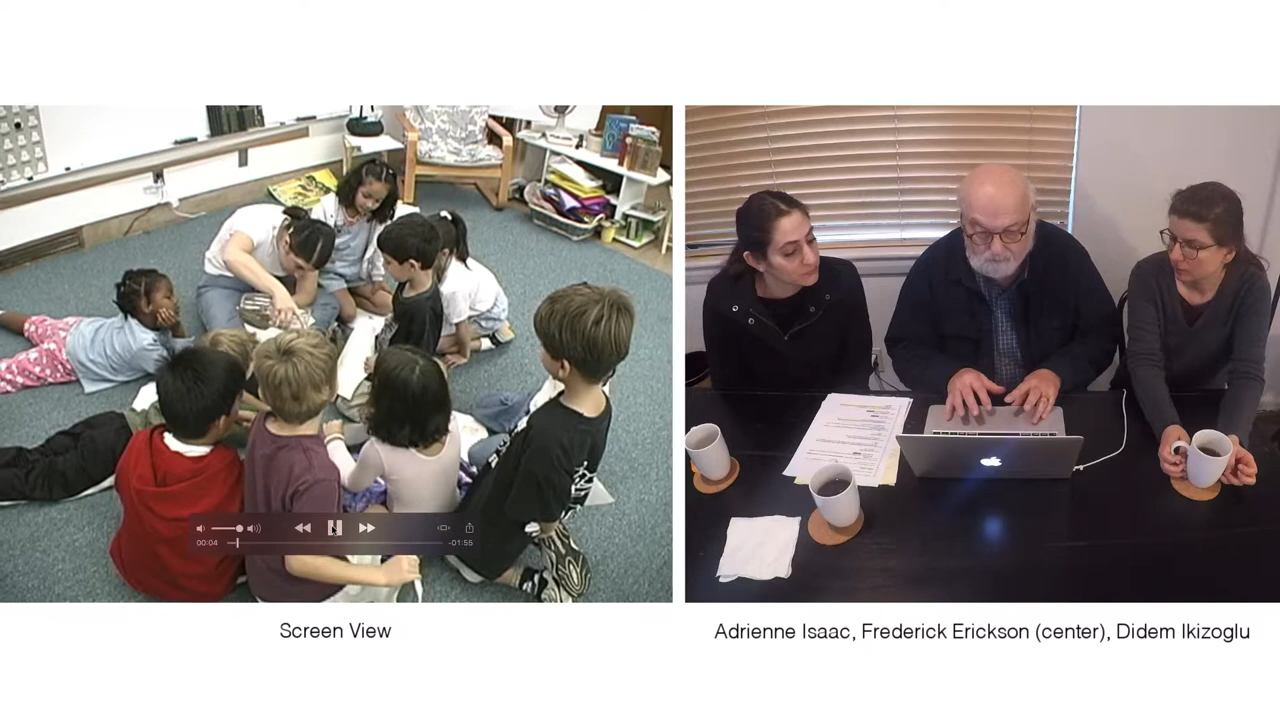 00:04
-01:55
Screen View
Adrienne Isaac, Frederick Erickson (center), Didem Ikizoglu